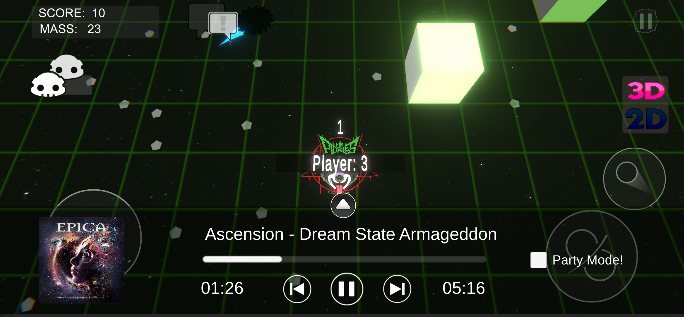 SCORE: 10
MASS: 23
3D
2D
1
Player: 3
EPICA
Ascension - Dream State Armageddon
Party Mode!
01:26
05:16